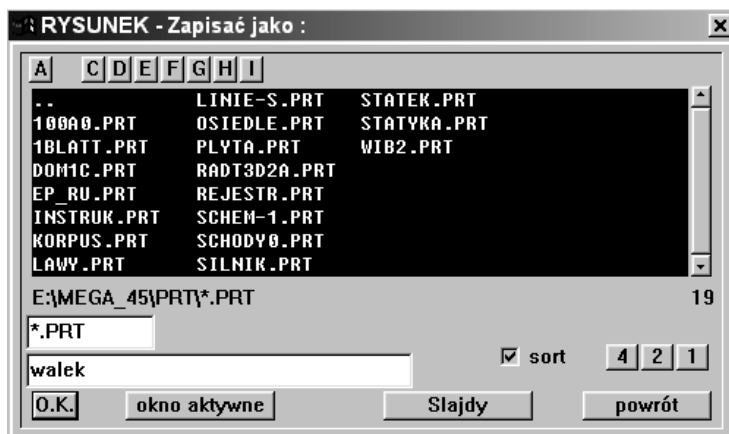 RYSUNEK - Zapisać jako :
A C D E F G H I
.. LINIE-S.PRT STATEK.PRT
100A0.PRT OSIEDLE.PRT STATYKA.PRT
1BLATT.PRT PLYTA.PRT WIB2.PRT
DOM1C.PRT RADT3D2A.PRT
EP_RU.PRT REJESTR.PRT
INSTRUK.PRT SCHEM-1.PRT
KORPUS.PRT SCHODY0.PRT
LAWY.PRT SILNIK.PRT
E:\MEGA_45\PRT\*.PRT 19
*.PRT
sort 4 2 1
walek
O.K. okno aktywne Slajdy powrót